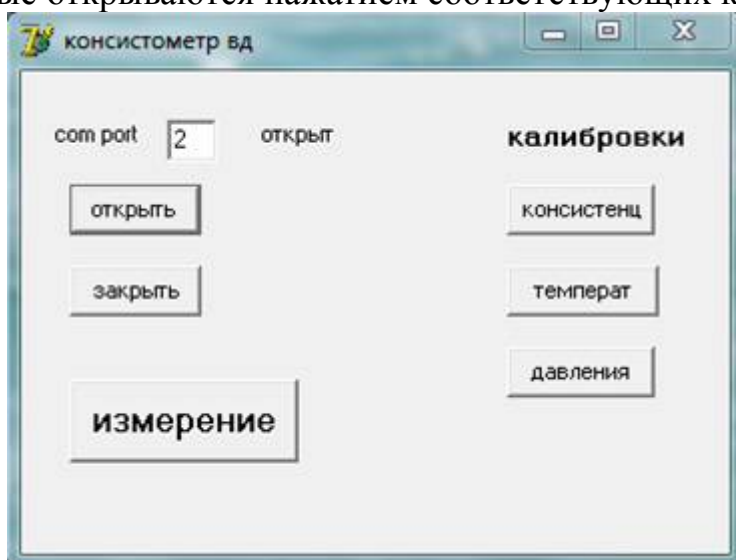 ые открываются нажатием соответствующих к
консистометр вд
com port 2 открыт
калибровки
открыть
консистенц
закрыть
температ
давления
измерение